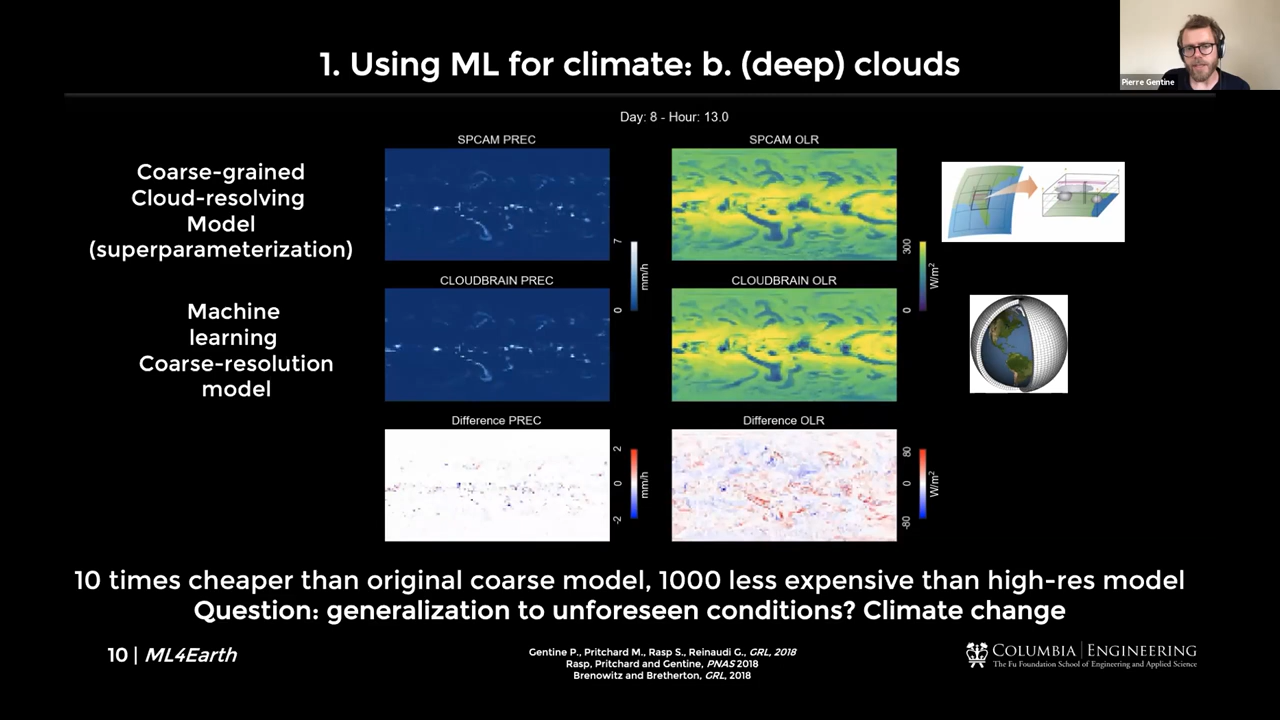 1. Using ML for climate: b. (deep) clouds
Pierre Gentine
Day: 8 - Hour: 13.0
SPCAM PREC
SPCAM OLR
Coarse-grained
Cloud-resolving
Model
(superparameterization)
7
mm/h
0
300
W/m²
0
CLOUDBRAIN PREC
CLOUDBRAIN OLR
Machine
learning
Coarse-resolution
model
Difference PREC
Difference OLR
2
0
-2
mm/h
80
0
-80
W/m²
10 times cheaper than original coarse model, 1000 less expensive than high-res model
Question: generalization to unforeseen conditions? Climate change
10 | ML4Earth
Gentine P., Pritchard M., Rasp S., Reinaudi G., GRL, 2018
Rasp, Pritchard and Gentine, PNAS 2018
Brenowitz and Bretherton, GRL, 2018
COLUMBIA | ENGINEERING
The Fu Foundation School of Engineering and Applied Science